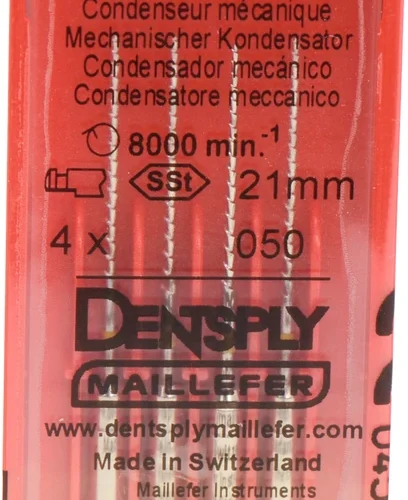 Condenseur mécanique
Mechanischer Kondensator
Condensador mecánico
Condensatore meccanico
8000 min.-1
SSt 21mm
4 x 050
DENTSPLY
MAILLEFER
www.dentsplymaillefer.com
Made in Switzerland
Maillefer Instruments